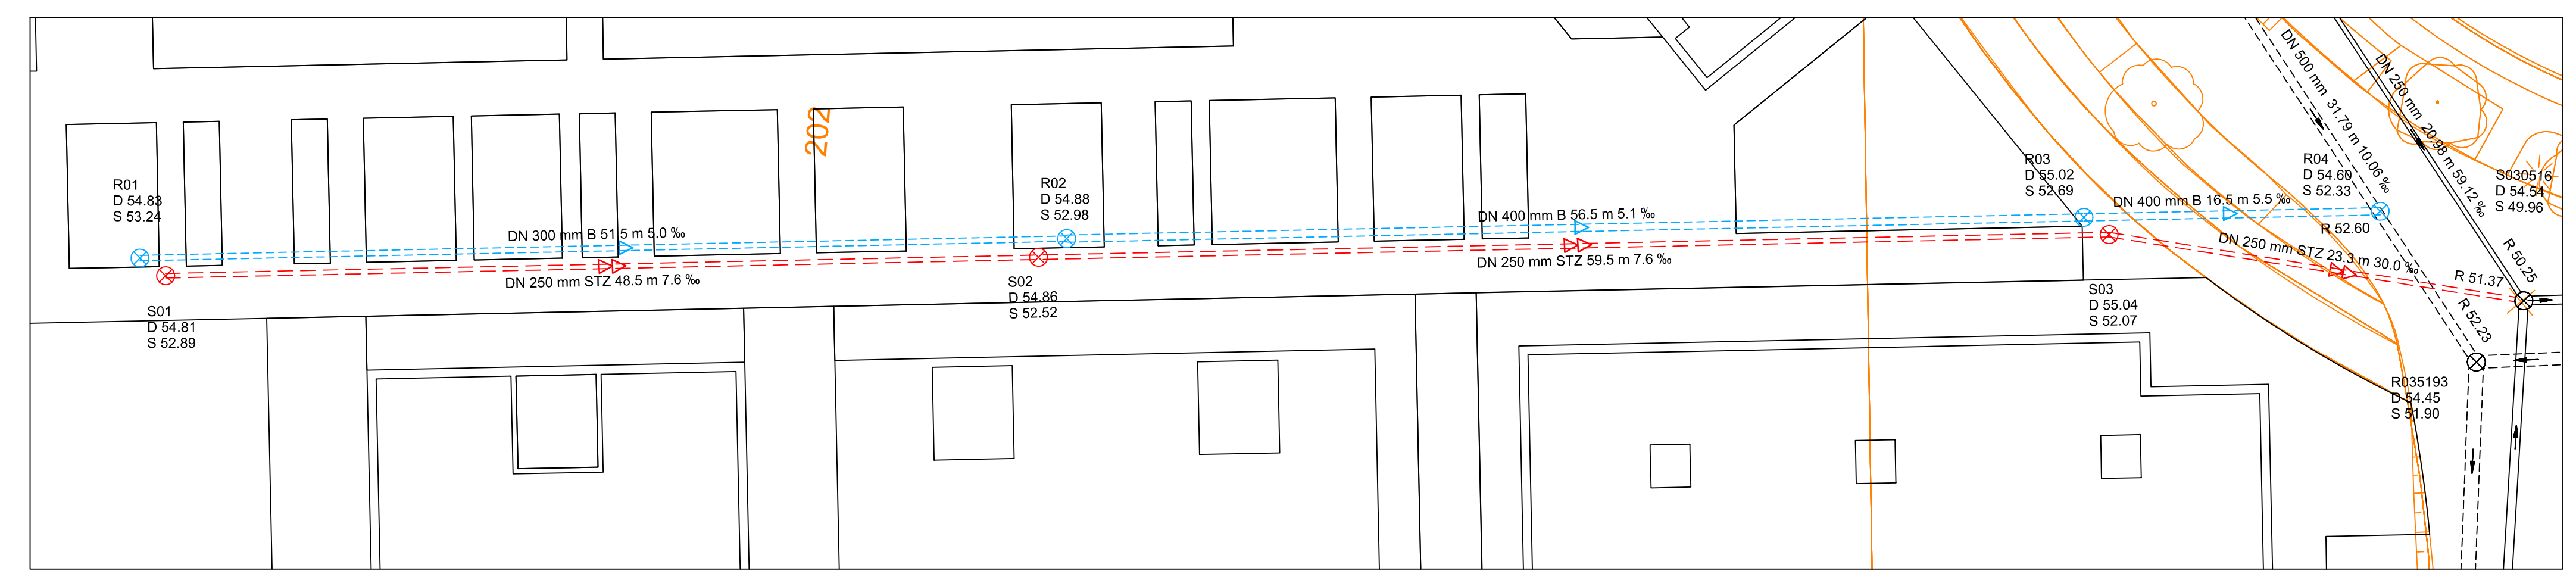 202
R01
D 54.83
S 53.24
DN 300 mm B 51.5 m 5.0 ‰
DN 250 mm STZ 48.5 m 7.6 ‰
S01
D 54.81
S 52.89
R02
D 54.88
S 52.98
S02
D 54.86
S 52.52
DN 400 mm B 56.5 m 5.1 ‰
DN 250 mm STZ 59.5 m 7.6 ‰
R03
D 55.02
S 52.69
S03
D 55.04
S 52.07
DN 400 mm B 16.5 m 5.5 ‰
DN 250 mm STZ 23.3 m 30.0 ‰
R04
D 54.60
S 52.33
R 52.60
DN 500 mm 31.79 m 10.06 ‰
DN 250 mm 20.98 m 59.12 ‰
S030516
D 54.54
S 49.96
R 50.25
R 51.37
R 52.23
R035193
D 54.45
S 51.90